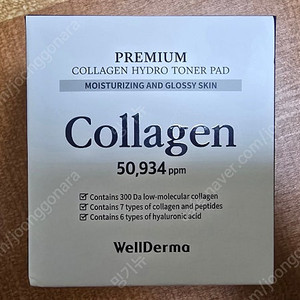 PREMIUM
COLLAGEN HYDRO TONER PAD
MOISTURIZING AND GLOSSY SKIN
Collagen
50,934 ppm
Contains 300 Da low-molecular collagen
Contains 7 types of collagen and peptides
Contains 6 types of hyaluronic acid
WellDerma